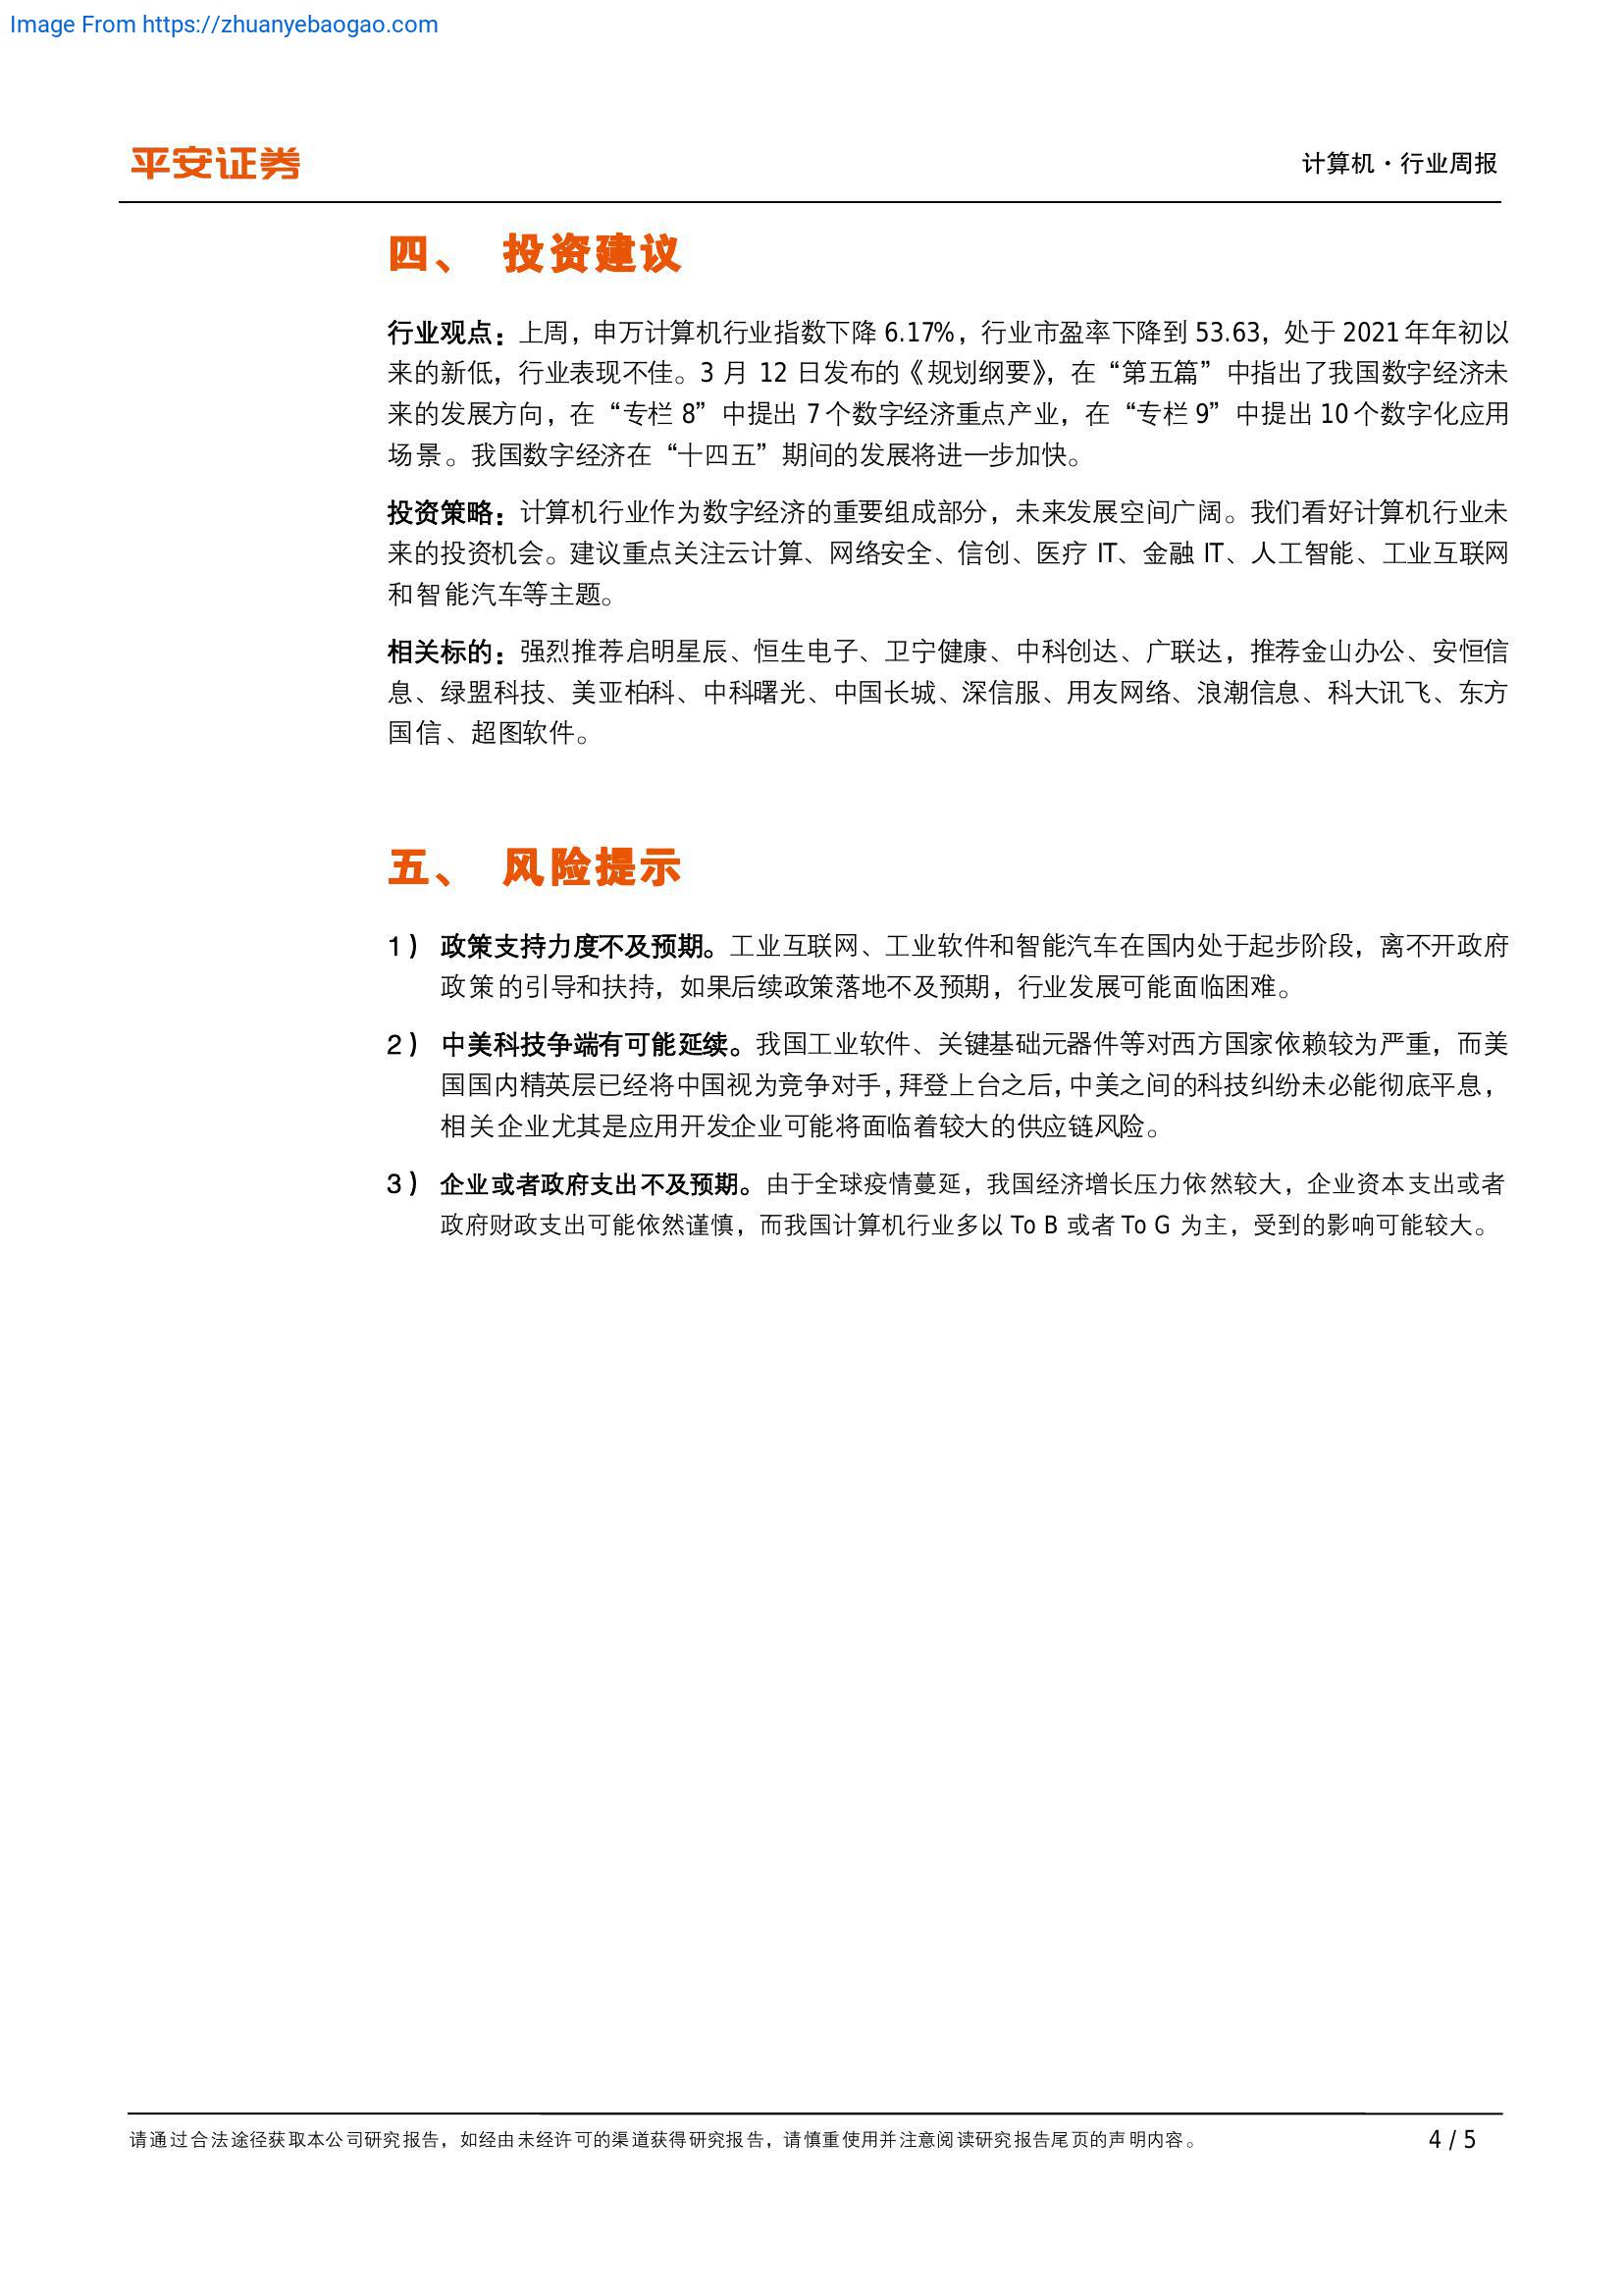 Image From https://zhuanyebaogao.com
平安证券
计算机·行业周报
四、 投资建议
行业观点：上周，申万计算机行业指数下降 6.17%，行业市盈率下降到 53.63，处于 2021 年年初以
来的新低，行业表现不佳。3 月 12 日发布的《规划纲要》，在“第五篇”中指出了我国数字经济未
来的发展方向，在“专栏 8”中提出 7 个数字经济重点产业，在“专栏 9”中提出 10 个数字化应用
场景。我国数字经济在“十四五”期间的发展将进一步加快。
投资策略：计算机行业作为数字经济的重要组成部分，未来发展空间广阔。我们看好计算机行业未
来的投资机会。建议重点关注云计算、网络安全、信创、医疗 IT、金融 IT、人工智能、工业互联网
和智能汽车等主题。
相关标的：强烈推荐启明星辰、恒生电子、卫宁健康、中科创达、广联达，推荐金山办公、安恒信
息、绿盟科技、美亚柏科、中科曙光、中国长城、深信服、用友网络、浪潮信息、科大讯飞、东方
国信、超图软件。
五、 风险提示
1） 政策支持力度不及预期。工业互联网、工业软件和智能汽车在国内处于起步阶段，离不开政府
政策的引导和扶持，如果后续政策落地不及预期，行业发展可能面临困难。
2） 中美科技争端有可能延续。我国工业软件、关键基础元器件等对西方国家依赖较为严重，而美
国国内精英层已经将中国视为竞争对手，拜登上台之后，中美之间的科技纠纷未必能彻底平息，
相关企业尤其是应用开发企业可能将面临着较大的供应链风险。
3） 企业或者政府支出不及预期。由于全球疫情蔓延，我国经济增长压力依然较大，企业资本支出或者
政府财政支出可能依然谨慎，而我国计算机行业多以 To B 或者 To G 为主，受到的影响可能较大。
请通过合法途径获取本公司研究报告，如经由未经许可的渠道获得研究报告，请慎重使用并注意阅读研究报告尾页的声明内容。
4 / 5